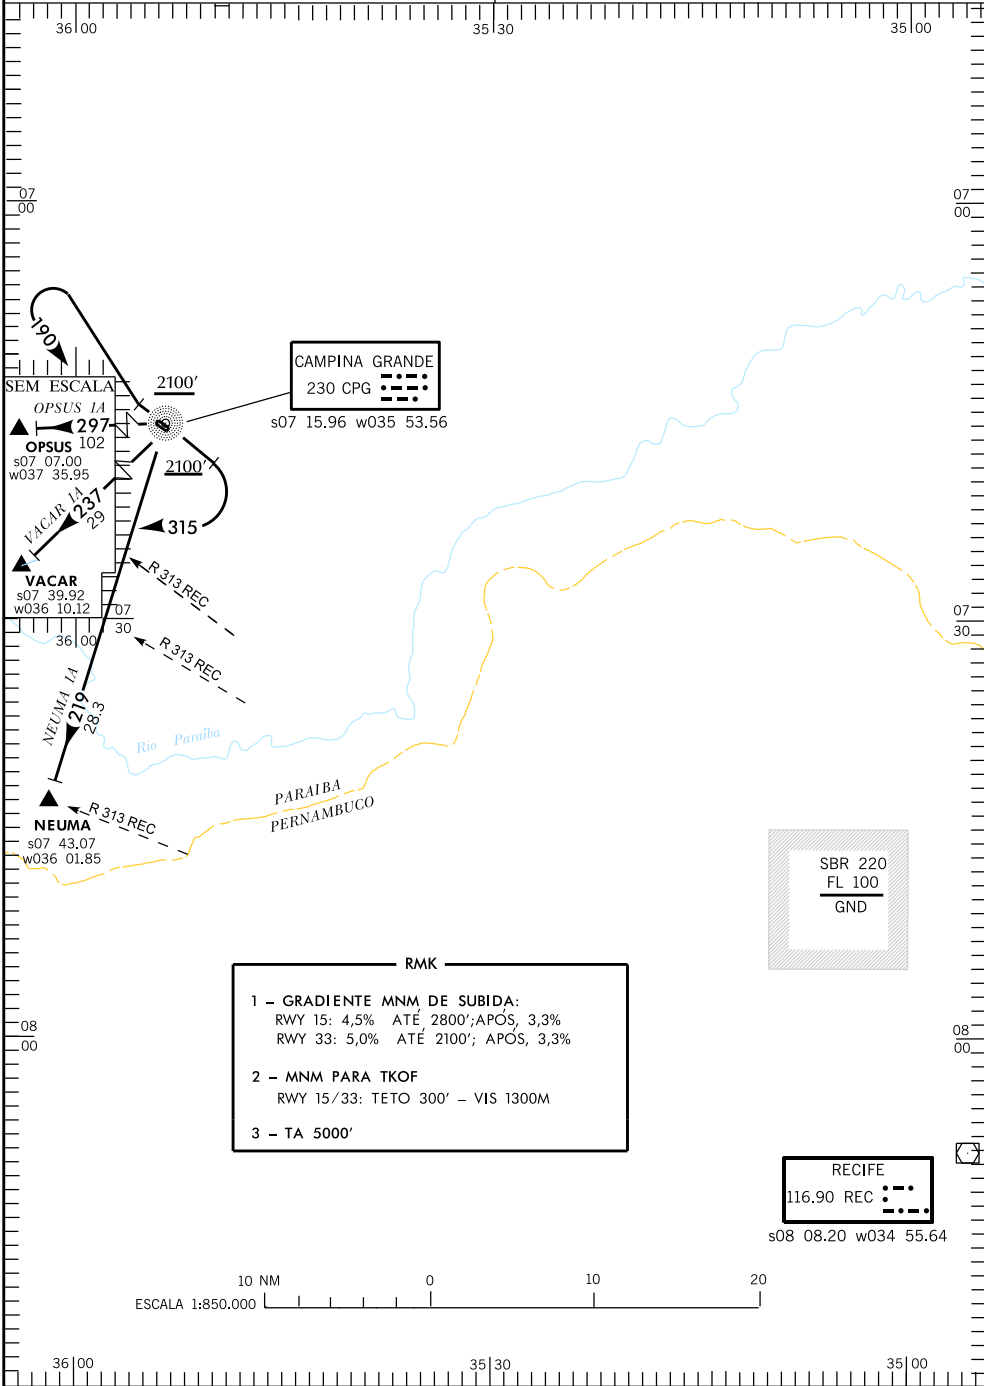 36 00
35 30
35 00
07
00
07
00
190
SEM ESCALA
2100'
OPSUS 1A
297
102
OPSUS
s07 07.00
w037 35.95
CAMPINA GRANDE
230 CPG
s07 15.96 w035 53.56
2100'
VACAR 1A
237
29
315
VACAR
s07 39.92
w036 10.12
R 313 REC
07
30
07
30
36 00
R 313 REC
NEUMA 1A
219
28.3
Rio Paraíba
R 313 REC
NEUMA
s07 43.07
w036 01.85
PARAIBA
PERNAMBUCO
SBR 220
FL 100
GND
RMK
1 – GRADIENTE MNM DE SUBIDA:
RWY 15: 4,5% ATÉ 2800'; APÓS, 3,3%
RWY 33: 5,0% ATÉ 2100'; APÓS, 3,3%
2 – MNM PARA TKOF
RWY 15/33: TETO 300' – VIS 1300M
3 – TA 5000'
08
00
08
00
RECIFE
116.90 REC
s08 08.20 w034 55.64
10 NM 0 10 20
ESCALA 1:850.000
36 00
35 30
35 00